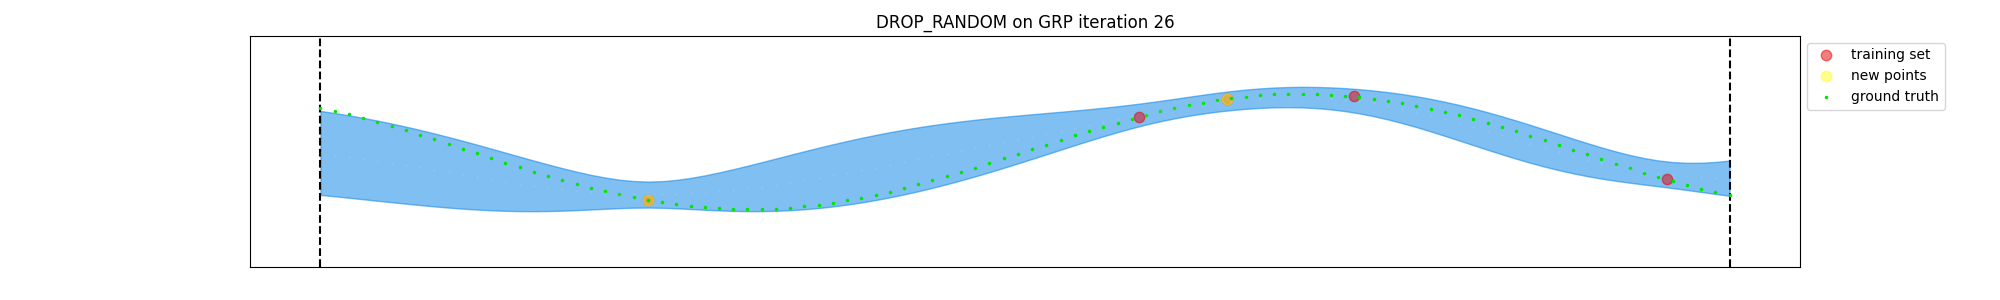 DROP_RANDOM on GRP iteration 26
training set
new points
ground truth